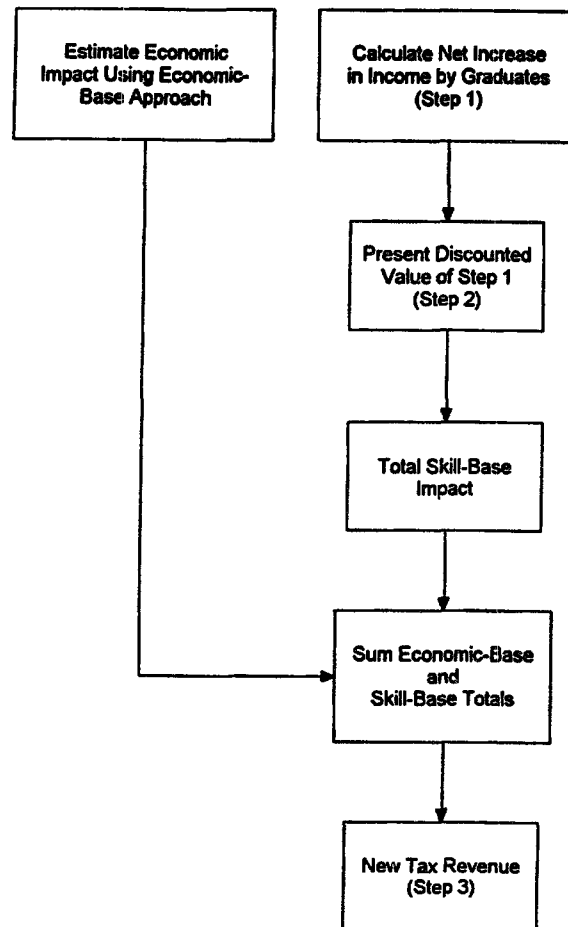 Estimate Economic
Impact Using Economic-
Base Approach
Calculate Net Increase
in Income by Graduates
(Step 1)
Present Discounted
Value of Step 1
(Step 2)
Total Skill-Base
Impact
Sum Economic-Base
and
Skill-Base Totals
New Tax Revenue
(Step 3)